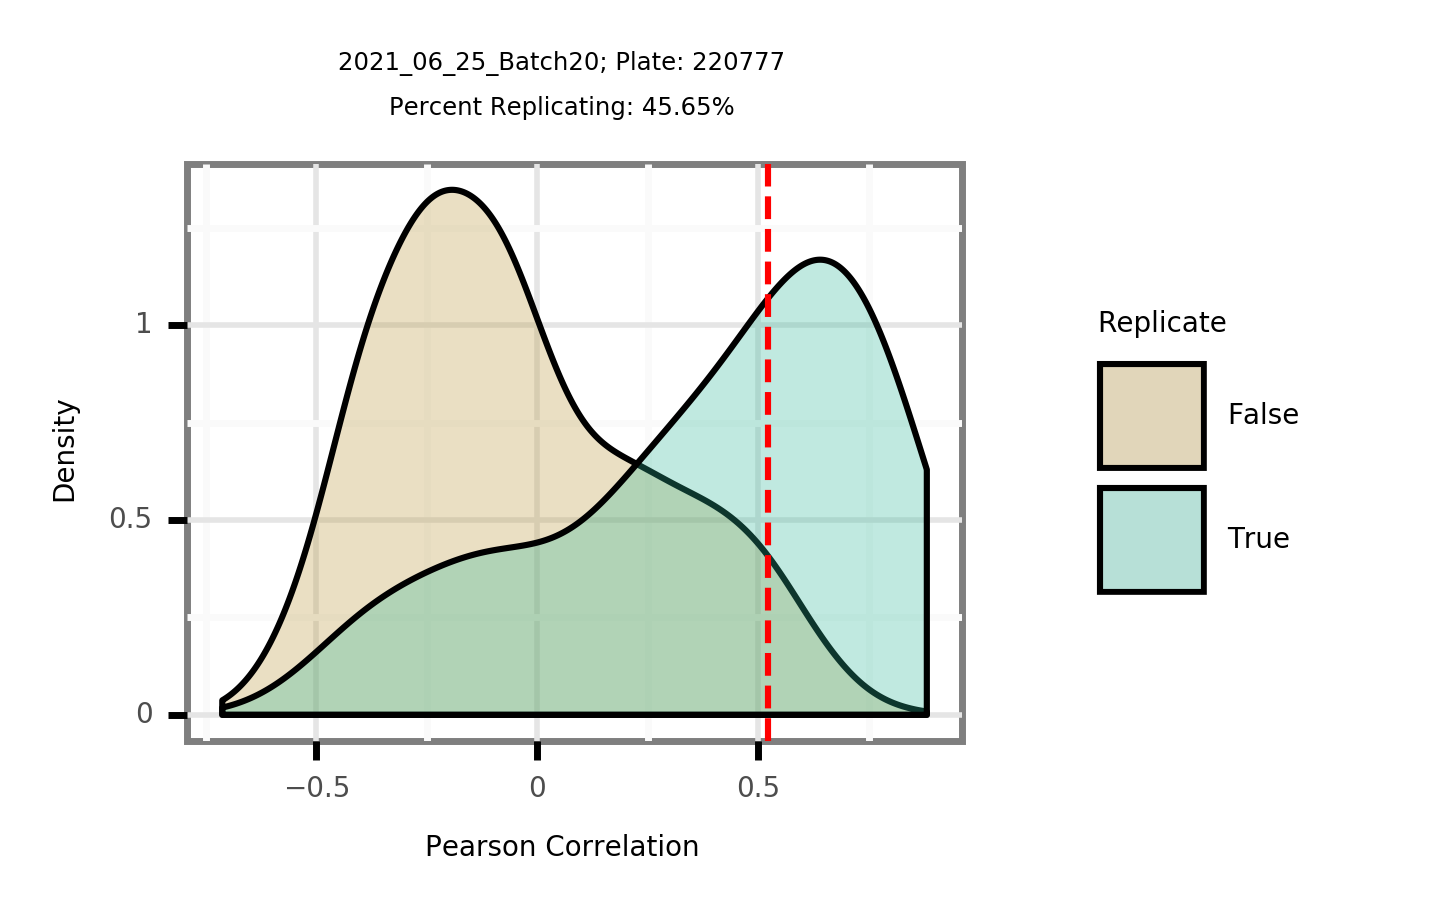 2021_06_25_Batch20; Plate: 220777
Percent Replicating: 45.65%
Density
1
0.5
0
−0.5 0 0.5
Pearson Correlation
Replicate
False
True